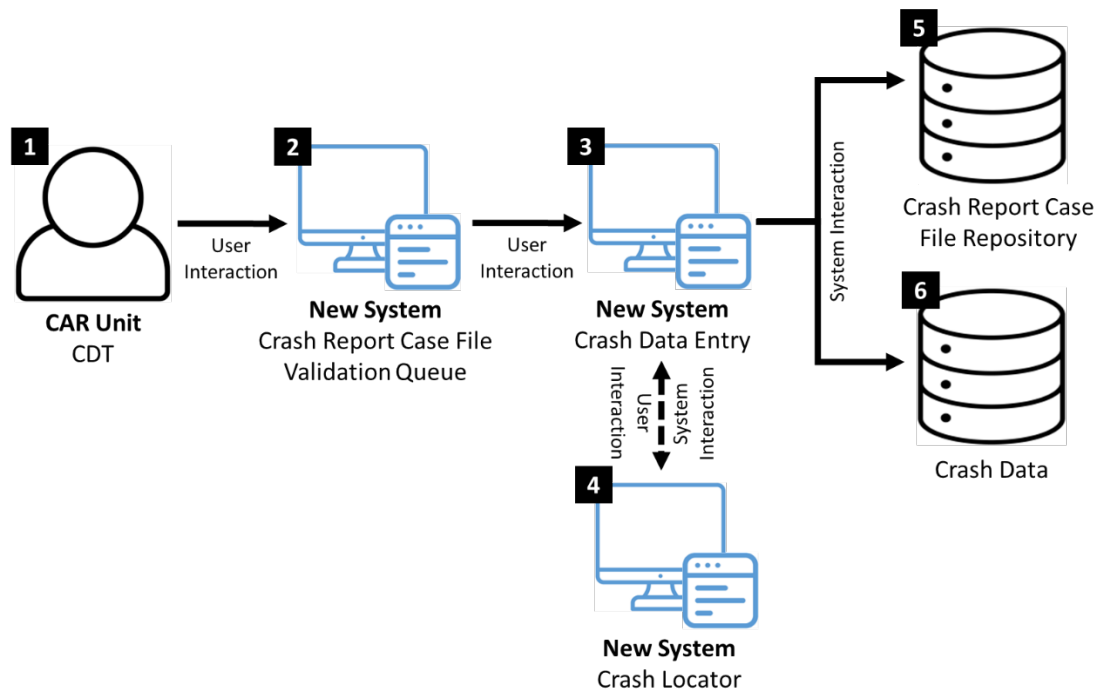 1
CAR Unit
CDT
User
Interaction
2
New System
Crash Report Case File
Validation Queue
User
Interaction
3
New System
Crash Data Entry
User
Interaction
System
Interaction
4
New System
Crash Locator
System Interaction
5
Crash Report Case
File Repository
6
Crash Data